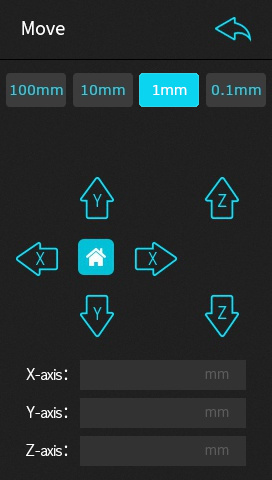 Move
100mm 10mm 1mm 0.1mm
Y Z
X X
Y Z
X-axis: mm
Y-axis: mm
Z-axis: mm